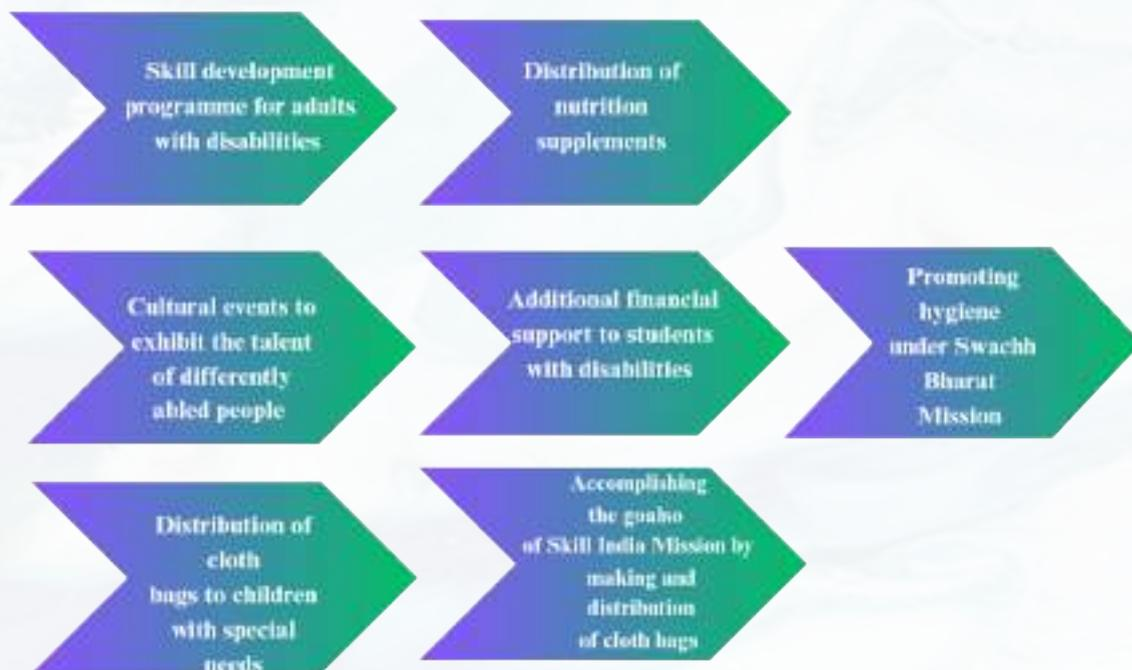 Skill development
programme for adults
with disabilities
Distribution of
nutrition
supplements
Cultural events to
exhibit the talent
of differently
abled people
Additional financial
support to students
with disabilities
Promoting
hygiene
under Swachh
Bharat
Mission
Distribution of
cloth
bags to children
with special
needs
Accomplishing
the goalso
of Skill India Mission by
making and
distribution
of cloth bags